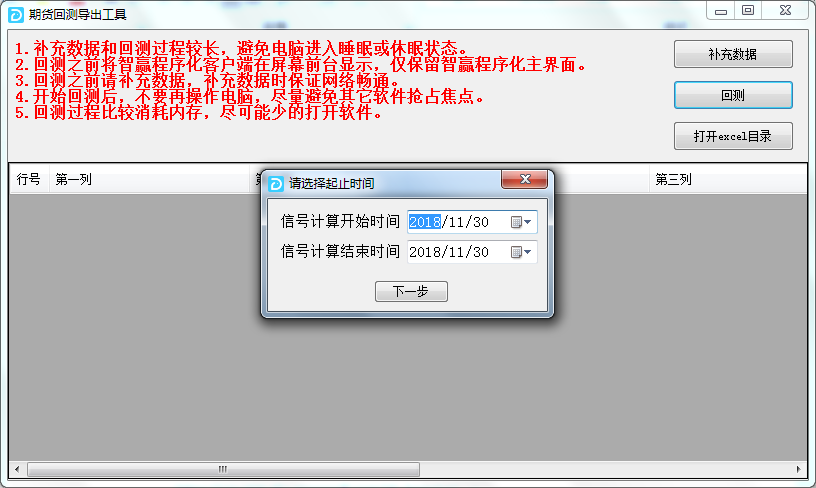 期货回测导出工具
1.补充数据和回测过程较长，避免电脑进入睡眠或休眠状态。
2.回测之前将智赢程序化客户端在屏幕前台显示，仅保留智赢程序化主界面。
3.回测之前请补充数据，补充数据时保证网络畅通。
4.开始回测后，不要再操作电脑，尽量避免其它软件抢占焦点。
5.回测过程比较消耗内存，尽可能少的打开软件。
补充数据
回测
打开excel目录
行号 第一列 第三列
请选择起止时间
信号计算开始时间 2018/11/30
信号计算结束时间 2018/11/30
下一步